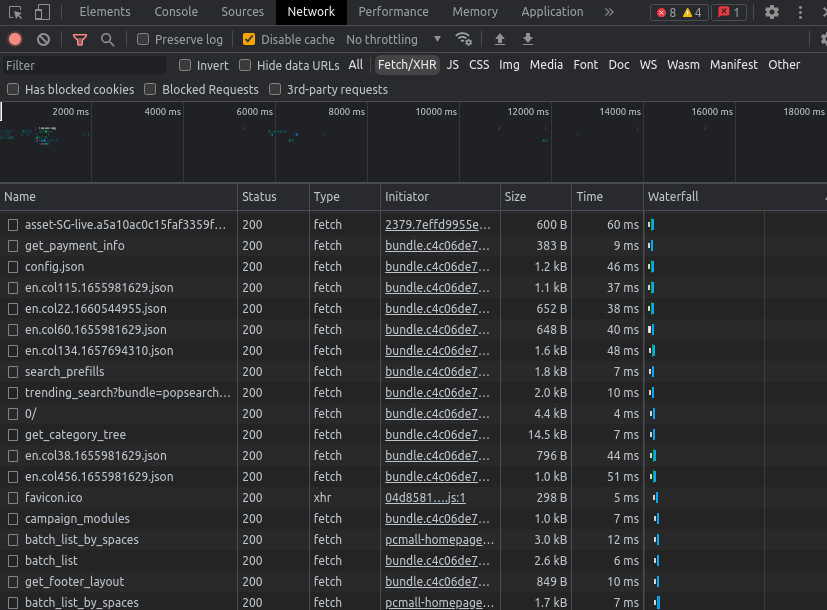 Elements Console Sources Network Performance Memory Application » 8 4 1
Preserve log Disable cache No throttling
Filter Invert Hide data URLs All Fetch/XHR JS CSS Img Media Font Doc WS Wasm Manifest Other
Has blocked cookies Blocked Requests 3rd-party requests
2000 ms 4000 ms 6000 ms 8000 ms 10000 ms 12000 ms 14000 ms 16000 ms 18000 ms
Name Status Type Initiator Size Time Waterfall
asset-SG-live.a5a10ac0c15faf3359f... 200 fetch 2379.7effd9955e... 600 B 60 ms
get_payment_info 200 fetch bundle.c4c06de7... 383 B 9 ms
config.json 200 fetch bundle.c4c06de7... 1.2 kB 46 ms
en.col115.1655981629.json 200 fetch bundle.c4c06de7... 1.1 kB 37 ms
en.col22.1660544955.json 200 fetch bundle.c4c06de7... 652 B 38 ms
en.col60.1655981629.json 200 fetch bundle.c4c06de7... 648 B 40 ms
en.col134.1657694310.json 200 fetch bundle.c4c06de7... 1.6 kB 48 ms
search_prefills 200 fetch bundle.c4c06de7... 1.8 kB 7 ms
trending_search?bundle=popsearch... 200 fetch bundle.c4c06de7... 2.0 kB 10 ms
0/ 200 fetch bundle.c4c06de7... 4.4 kB 4 ms
get_category_tree 200 fetch bundle.c4c06de7... 14.5 kB 7 ms
en.col38.1655981629.json 200 fetch bundle.c4c06de7... 796 B 44 ms
en.col456.1655981629.json 200 fetch bundle.c4c06de7... 1.0 kB 51 ms
favicon.ico 200 xhr 04d8581....js:1 298 B 5 ms
campaign_modules 200 fetch bundle.c4c06de7... 1.0 kB 7 ms
batch_list_by_spaces 200 fetch pcmall-homepage... 3.0 kB 12 ms
batch_list 200 fetch bundle.c4c06de7... 2.6 kB 6 ms
get_footer_layout 200 fetch bundle.c4c06de7... 849 B 10 ms
batch_list_by_spaces 200 fetch pcmall-homepage... 1.7 kB 7 ms